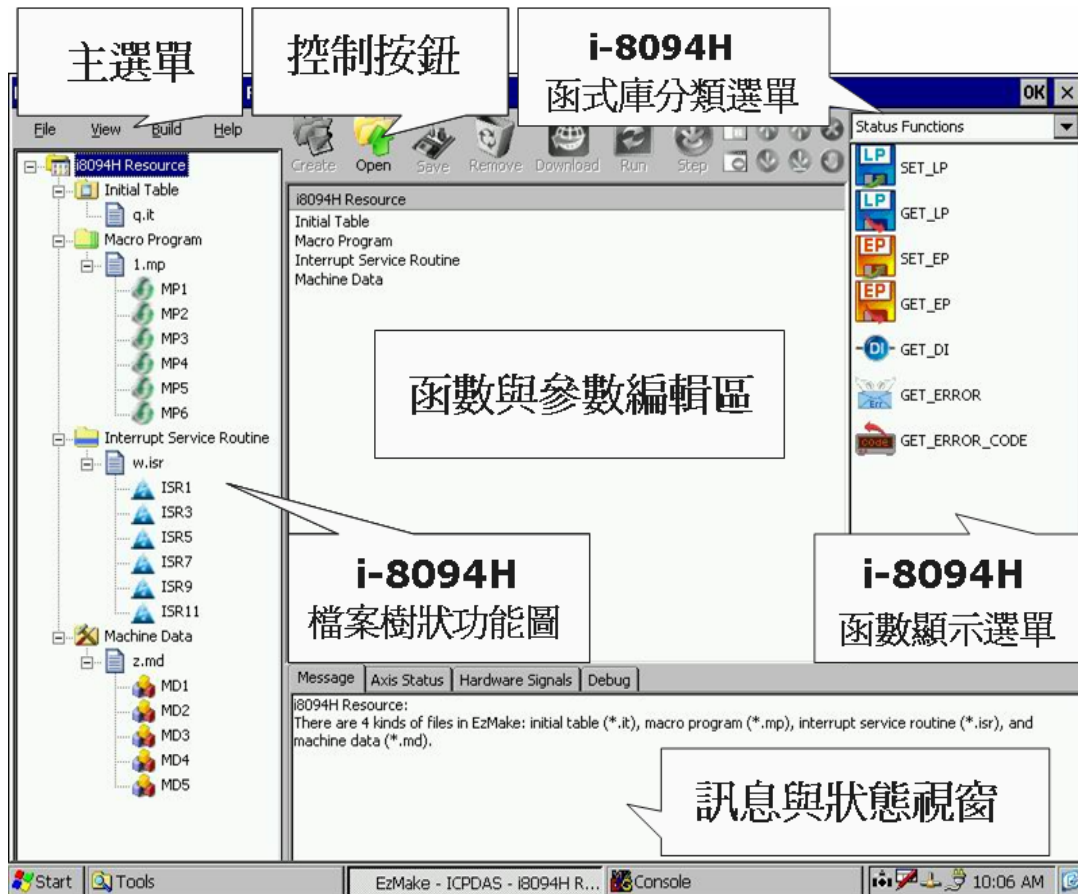 主選單
控制按鈕
i-8094H
函式庫分類選單
OK
File View Build Help
Create Open Save Remove Download Run Step
Status Functions
i8094H Resource
Initial Table
q.it
Macro Program
1.mp
MP1
MP2
MP3
MP4
MP5
MP6
Interrupt Service Routine
w.isr
ISR1
ISR3
ISR5
ISR7
ISR9
ISR11
Machine Data
z.md
MD1
MD2
MD3
MD4
MD5
i8094H Resource
Initial Table
Macro Program
Interrupt Service Routine
Machine Data
函數與參數編輯區
LP SET_LP
LP GET_LP
EP SET_EP
EP GET_EP
DI GET_DI
Err GET_ERROR
code GET_ERROR_CODE
i-8094H
檔案樹狀功能圖
i-8094H
函數顯示選單
Message Axis Status Hardware Signals Debug
i8094H Resource:
There are 4 kinds of files in EzMake: initial table (*.it), macro program (*.mp), interrupt service routine (*.isr), and
machine data (*.md).
訊息與狀態視窗
Start Tools EzMake - ICPDAS - i8094H R... Console 10:06 AM